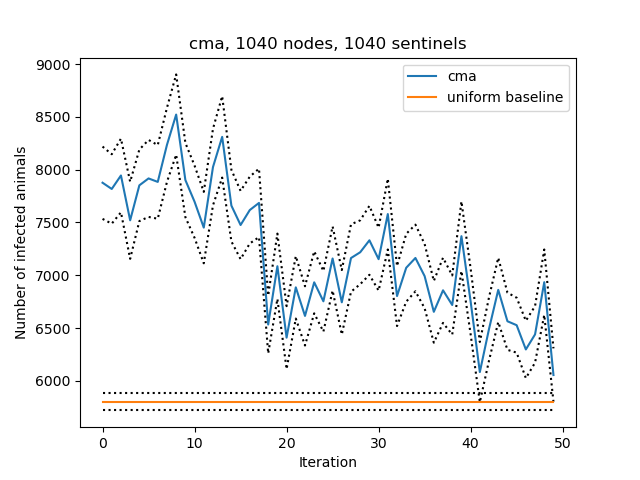 cma, 1040 nodes, 1040 sentinels
cma
uniform baseline
Number of infected animals
9000
8500
8000
7500
7000
6500
6000
0 10 20 30 40 50
Iteration